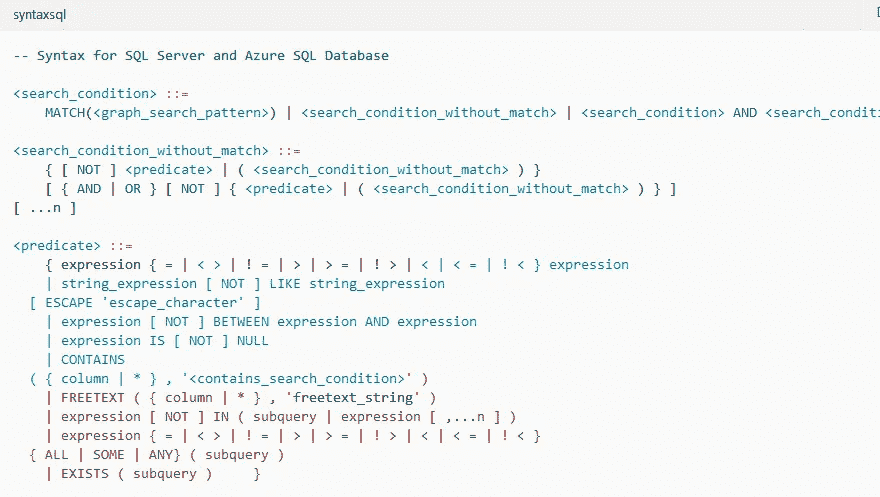 syntaxsql
-- Syntax for SQL Server and Azure SQL Database
<search_condition> ::=
MATCH(<graph_search_pattern>) | <search_condition_without_match> | <search_condition> AND <search_conditi
<search_condition_without_match> ::=
{ [ NOT ] <predicate> | ( <search_condition_without_match> ) }
[ { AND | OR } [ NOT ] { <predicate> | ( <search_condition_without_match> ) } ]
[ ...n ]
<predicate> ::=
{ expression { = | < > | ! = | > | > = | ! > | < | < = | ! < } expression
| string_expression [ NOT ] LIKE string_expression
[ ESCAPE 'escape_character' ]
| expression [ NOT ] BETWEEN expression AND expression
| expression IS [ NOT ] NULL
| CONTAINS
( { column | * } , '<contains_search_condition>' )
| FREETEXT ( { column | * } , 'freetext_string' )
| expression [ NOT ] IN ( subquery | expression [ ,...n ] )
| expression { = | < > | ! = | > | > = | ! > | < | < = | ! < }
{ ALL | SOME | ANY} ( subquery )
| EXISTS ( subquery ) }